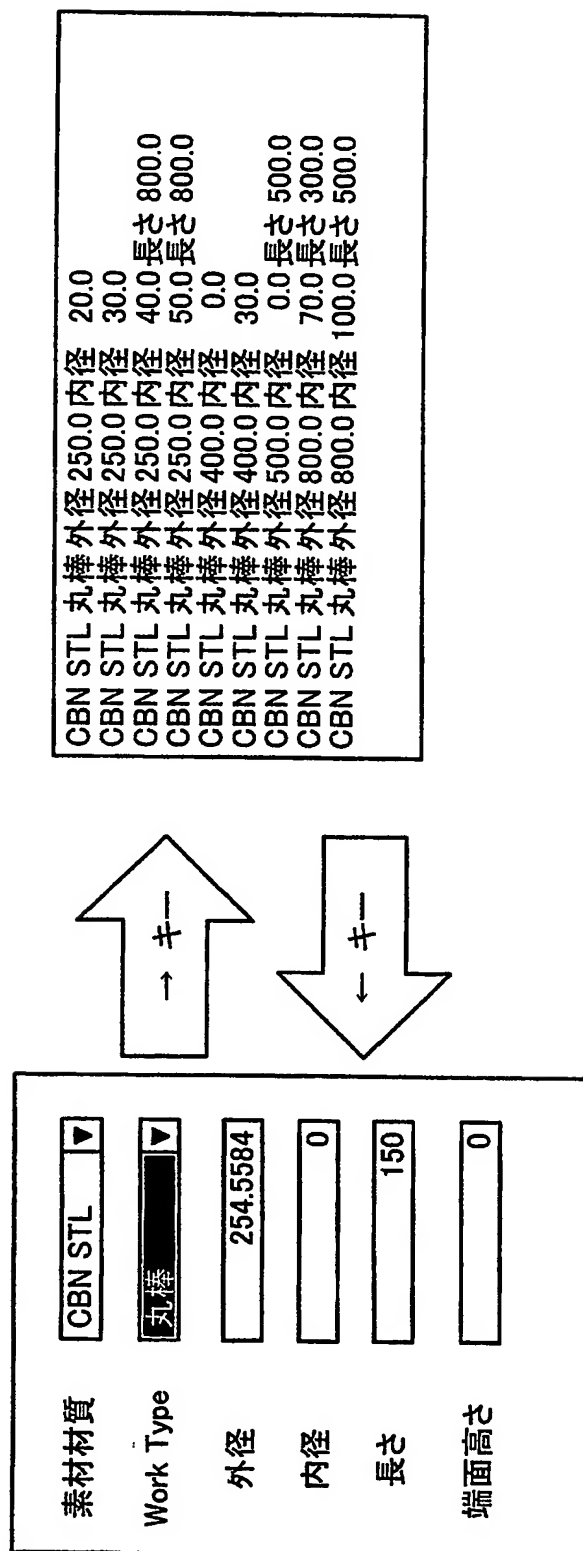 素材材質 CBN STL ▼
Work Type 丸棒 ▼
外径 254.5584
内径 0
長さ 150
端面高さ 0
→ キー
← キー
CBN STL 丸棒 外径 250.0 内径 20.0
CBN STL 丸棒 外径 250.0 内径 30.0
CBN STL 丸棒 外径 250.0 内径 40.0 長さ 800.0
CBN STL 丸棒 外径 250.0 内径 50.0 長さ 800.0
CBN STL 丸棒 外径 400.0 内径 0.0
CBN STL 丸棒 外径 400.0 内径 30.0
CBN STL 丸棒 外径 500.0 内径 0.0 長さ 500.0
CBN STL 丸棒 外径 800.0 内径 70.0 長さ 300.0
CBN STL 丸棒 外径 800.0 内径 100.0 長さ 500.0